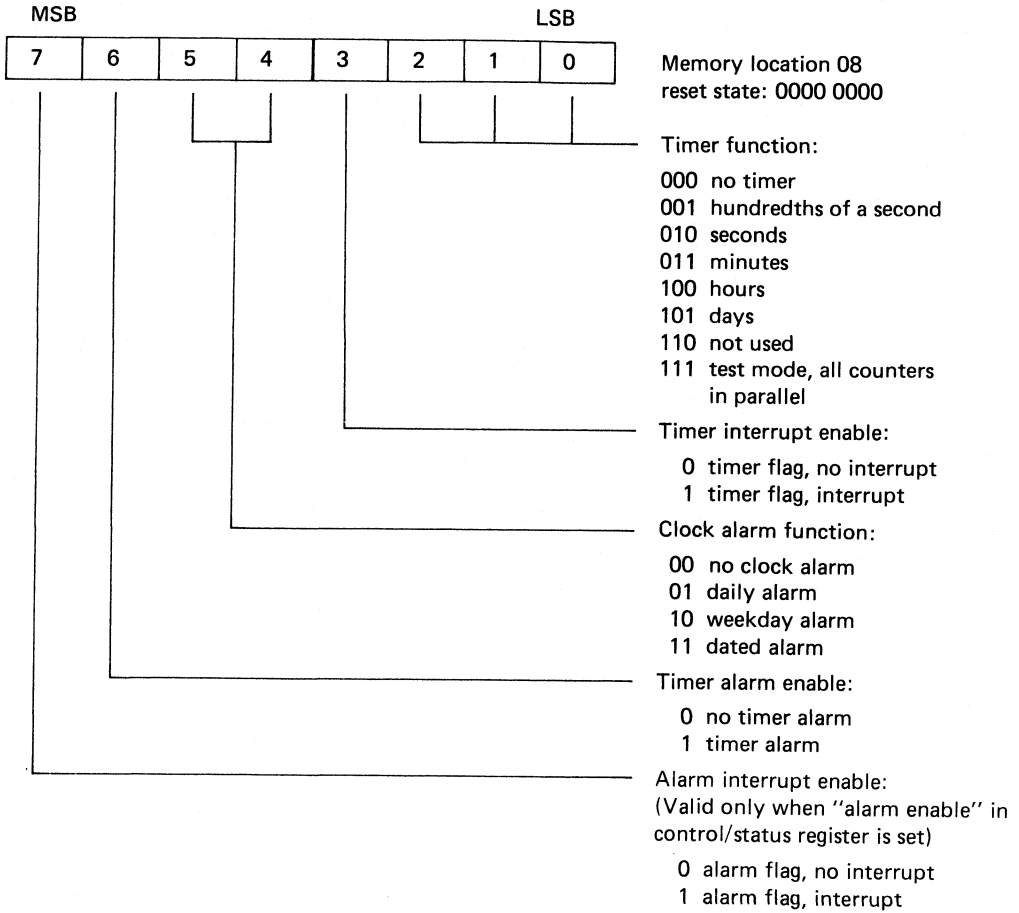 MSB LSB
7 6 5 4 3 2 1 0
Memory location 08
reset state: 0000 0000
Timer function:
000 no timer
001 hundredths of a second
010 seconds
011 minutes
100 hours
101 days
110 not used
111 test mode, all counters
in parallel
Timer interrupt enable:
0 timer flag, no interrupt
1 timer flag, interrupt
Clock alarm function:
00 no clock alarm
01 daily alarm
10 weekday alarm
11 dated alarm
Timer alarm enable:
0 no timer alarm
1 timer alarm
Alarm interrupt enable:
(Valid only when "alarm enable" in
control/status register is set)
0 alarm flag, no interrupt
1 alarm flag, interrupt